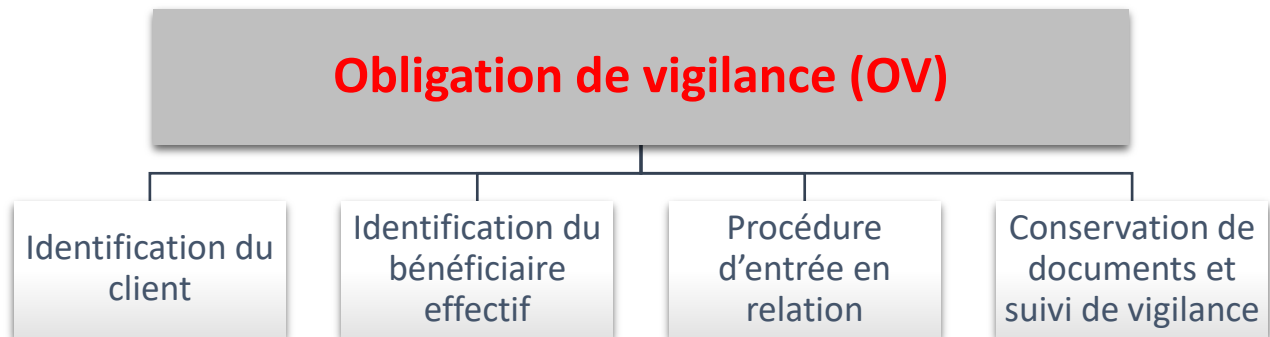 Obligation de vigilance (OV)
Identification du
client
Identification du
bénéficiaire
effectif
Procédure
d’entrée en
relation
Conservation de
documents et
suivi de vigilance